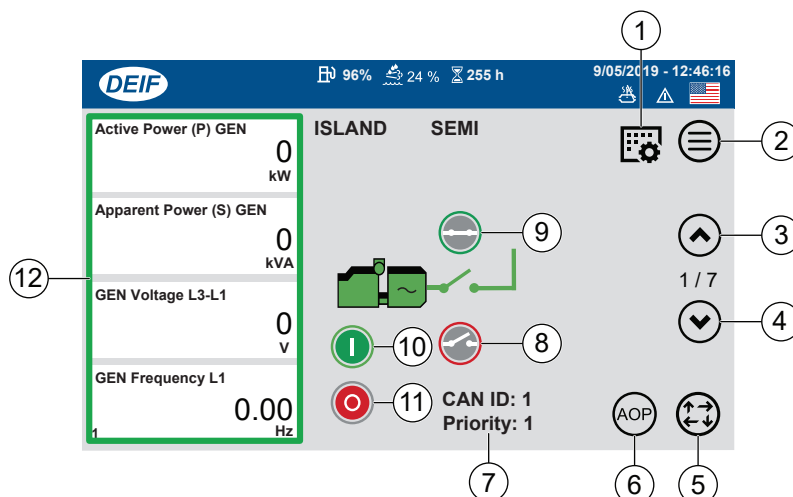 1
DEIF
96% 24 % 255 h
9/05/2019 - 12:46:16
Active Power (P) GEN
0
kW
ISLAND SEMI
2
Apparent Power (S) GEN
0
kVA
9
3
12
1 / 7
GEN Voltage L3-L1
0
V
4
I
10
8
GEN Frequency L1
0.00
Hz
1
O
11
CAN ID: 1
Priority: 1
AOP
7
6
5